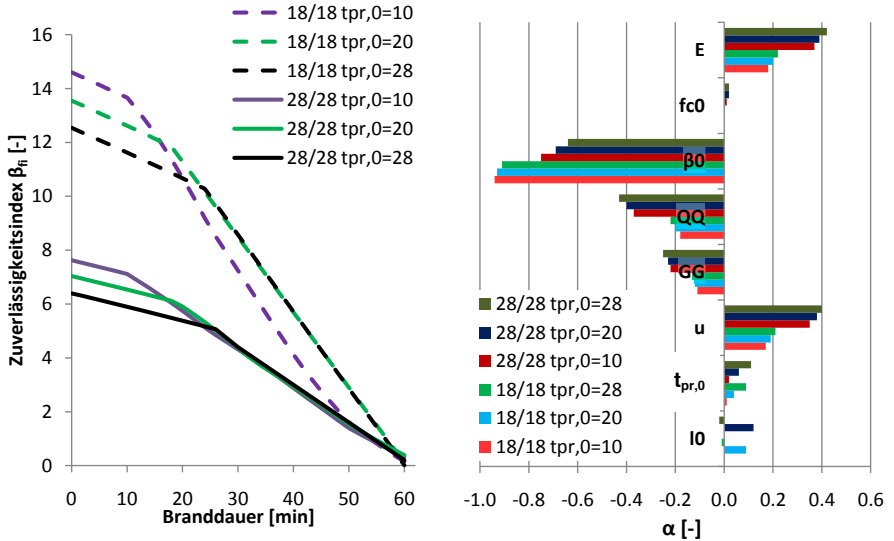 18/18 tpr,0=10
18/18 tpr,0=20
18/18 tpr,0=28
28/28 tpr,0=10
28/28 tpr,0=20
28/28 tpr,0=28
Zuverlässigkeitsindex βfi [-]
16
14
12
10
8
6
4
2
0
0 10 20 30 40 50 60
Branddauer [min]
E
fc0
β0
QQ
GG
u
tpr,0
l0
28/28 tpr,0=28
28/28 tpr,0=20
28/28 tpr,0=10
18/18 tpr,0=28
18/18 tpr,0=20
18/18 tpr,0=10
-1.0 -0.8 -0.6 -0.4 -0.2 0.0 0.2 0.4 0.6
α [-]